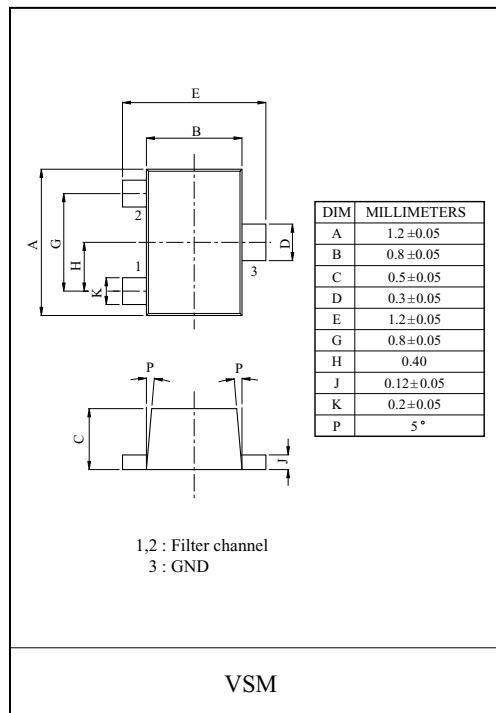 E
B
A
G
H
K
D
2
1
3
P
P
C
J
DIM MILLIMETERS
A 1.2±0.05
B 0.8±0.05
C 0.5±0.05
D 0.3±0.05
E 1.2±0.05
G 0.8±0.05
H 0.40
J 0.12±0.05
K 0.2±0.05
P 5°
1,2 : Filter channel
3 : GND
VSM